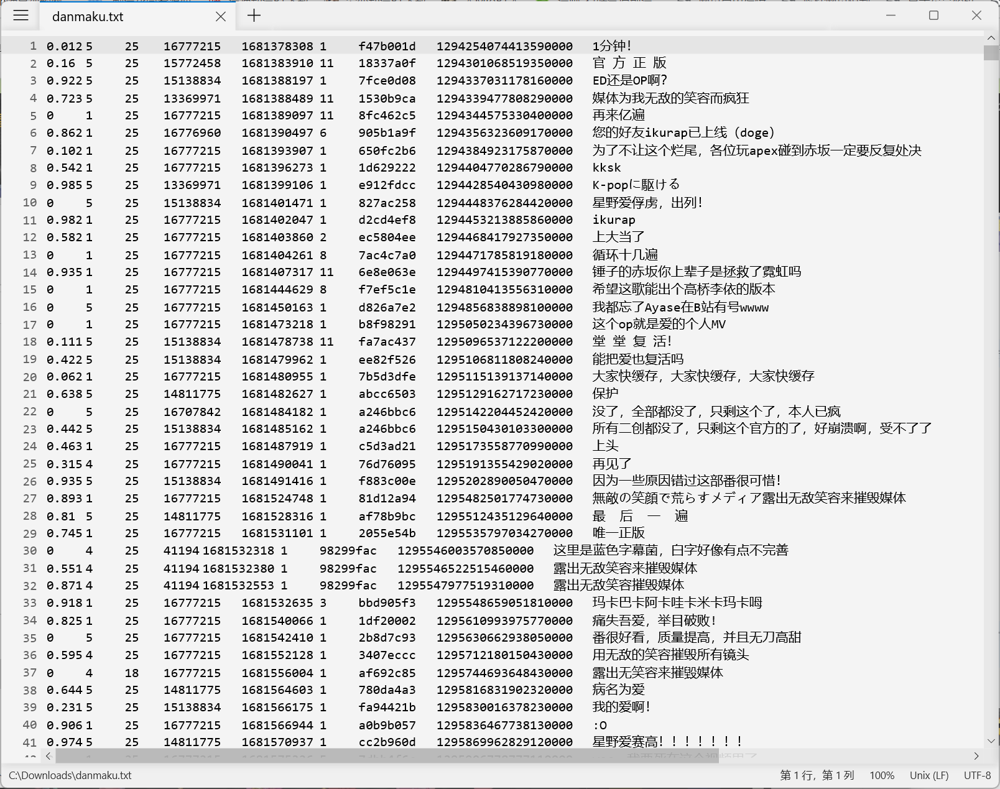 danmaku.txt
1 0.012 5 25 16777215 1681378308 1 f47b001d 1294254074413590000 1分钟！
2 0.16 5 25 15772458 1681383910 11 18337a0f 1294301068519350000 官 方 正 版
3 0.922 5 25 15138834 1681388197 1 7fce0d08 1294337031178160000 ED还是OP啊？
4 0.723 5 25 13369971 1681388489 11 1530b9ca 1294339477808290000 媒体为我无敌的笑容而疯狂
5 0 1 25 16777215 1681389097 11 8fc462c5 1294344575330400000 再来亿遍
6 0.862 1 25 16776960 1681390497 6 905b1a9f 1294356323609170000 您的好友ikurap已上线（doge）
7 0.102 1 25 16777215 1681393907 1 650fc2b6 1294384923175870000 为了不让这个烂尾，各位玩apex碰到赤坂一定要反复处决
8 0.542 1 25 16777215 1681396273 1 1d629222 1294404770286790000 kksk
9 0.985 5 25 13369971 1681399106 1 e912fdcc 1294428540430980000 K-popに駆ける
10 0 5 25 15138834 1681401471 1 827ac258 1294448376284420000 星野爱俘虏，出列！
11 0.982 1 25 16777215 1681402047 1 d2cd4ef8 1294453213885860000 ikurap
12 0.582 1 25 16777215 1681403860 2 ec5804ee 1294468417927350000 上大当了
13 0 1 25 16777215 1681404261 8 7ac4c7a0 1294471785819180000 循环十几遍
14 0.935 1 25 16777215 1681407317 11 6e8e063e 1294497415390770000 锤子的赤坂你上辈子是拯救了霓虹吗
15 0 1 25 16777215 1681444629 8 f7ef5c1e 1294810413556310000 希望这歌能出个高桥李依的版本
16 0 5 25 16777215 1681450163 1 d826a7e2 1294856838898100000 我都忘了Ayase在B站有号wwww
17 0 1 25 16777215 1681473218 1 b8f98291 1295050234396730000 这个op就是爱的个人MV
18 0.111 5 25 15138834 1681478738 11 fa7ac437 1295096537122200000 堂 堂 复 活！
19 0.422 5 25 15138834 1681479962 1 ee82f526 1295106811808240000 能把爱也复活吗
20 0.062 1 25 16777215 1681480955 1 7b5d3dfe 1295115139137140000 大家快缓存，大家快缓存，大家快缓存
21 0.638 5 25 14811775 1681482627 1 abcc6503 1295129162717230000 保护
22 0 5 25 16707842 1681484182 1 a246bbc6 1295142204452420000 没了，全部都没了，只剩这个了，本人已疯
23 0.442 5 25 15138834 1681485162 1 a246bbc6 1295150430103300000 所有二创都没了，只剩这个官方的了，好崩溃啊，受不了了
24 0.463 1 25 16777215 1681487919 1 c5d3ad21 1295173558770990000 上头
25 0.315 4 25 16777215 1681490041 1 76d76095 1295191355429020000 再见了
26 0.935 5 25 15138834 1681491416 1 f883c00e 1295202890050470000 因为一些原因错过这部番很可惜！
27 0.893 1 25 16777215 1681524748 1 81d12a94 1295482501774730000 無敵の笑顔で荒らすメディア露出无敌笑容来摧毁媒体
28 0.81 5 25 14811775 1681528316 1 af78b9bc 1295512435129640000 最 后 一 遍
29 0.745 1 25 16777215 1681531101 1 2055e54b 1295535797034270000 唯一正版
30 0 4 25 41194 1681532318 1 98299fac 1295546003570850000 这里是蓝色字幕菌，白字好像有点不完善
31 0.551 4 25 41194 1681532380 1 98299fac 1295546522515460000 露出无敌笑容来摧毁媒体
32 0.871 4 25 41194 1681532553 1 98299fac 1295547977519310000 露出无敌笑容摧毁媒体
33 0.918 1 25 16777215 1681532635 3 bbd905f3 1295548659051810000 玛卡巴卡阿卡哇卡米卡玛卡呣
34 0.825 1 25 16777215 1681540066 1 1df20002 1295610993975770000 痛失吾爱，举目破败！
35 0 5 25 16777215 1681542410 1 2b8d7c93 1295630662938050000 番很好看，质量提高，并且无刀高甜
36 0.595 4 25 16777215 1681552128 1 3407eccc 1295712180150430000 用无敌的笑容摧毁所有镜头
37 0 4 18 16777215 1681556004 1 af692c85 1295744693648430000 露出无笑容来摧毁媒体
38 0.644 5 25 14811775 1681564603 1 780da4a3 1295816831902320000 病名为爱
39 0.231 5 25 15138834 1681566175 1 fa94421b 1295830016378230000 我的爱啊！
40 0.906 1 25 16777215 1681566944 1 a0b9b057 1295836467738130000 :O
41 0.974 5 25 14811775 1681570937 1 cc2b960d 1295869962829120000 星野爱赛高！！！！！！！
C:\Downloads\danmaku.txt 第 1 行，第 1 列 100% Unix (LF) UTF-8